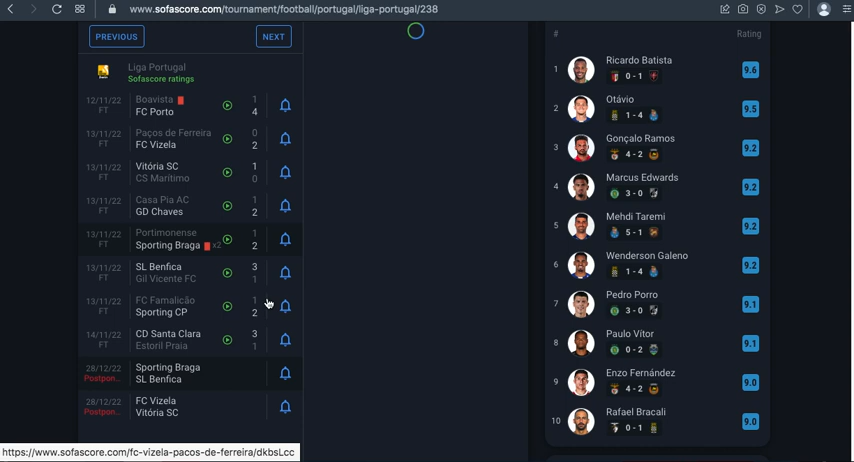 www.sofascore.com/tournament/football/portugal/liga-portugal/238
PREVIOUS
NEXT
Liga Portugal
Sofascore ratings
12/11/22 Boavista 1
FT FC Porto 4
13/11/22 Paços de Ferreira 0
FT FC Vizela 2
13/11/22 Vitória SC 1
FT CS Marítimo 0
13/11/22 Casa Pia AC 1
FT GD Chaves 2
13/11/22 Portimonense 1
FT Sporting Braga x2 2
13/11/22 SL Benfica 3
FT Gil Vicente FC 1
13/11/22 FC Famalicão 1
FT Sporting CP 2
14/11/22 CD Santa Clara 3
FT Estoril Praia 1
28/12/22 Sporting Braga
Postpon... SL Benfica
28/12/22 FC Vizela
Postpon... Vitória SC
# Rating
1 Ricardo Batista 9.6
0 - 1
2 Otávio 9.5
1 - 4
3 Gonçalo Ramos 9.2
4 - 2
4 Marcus Edwards 9.2
3 - 0
5 Mehdi Taremi 9.2
5 - 1
6 Wenderson Galeno 9.2
1 - 4
7 Pedro Porro 9.1
3 - 0
8 Paulo Vítor 9.1
0 - 2
9 Enzo Fernández 9.0
4 - 2
10 Rafael Bracali 9.0
0 - 1
https://www.sofascore.com/fc-vizela-pacos-de-ferreira/dkbsLcc